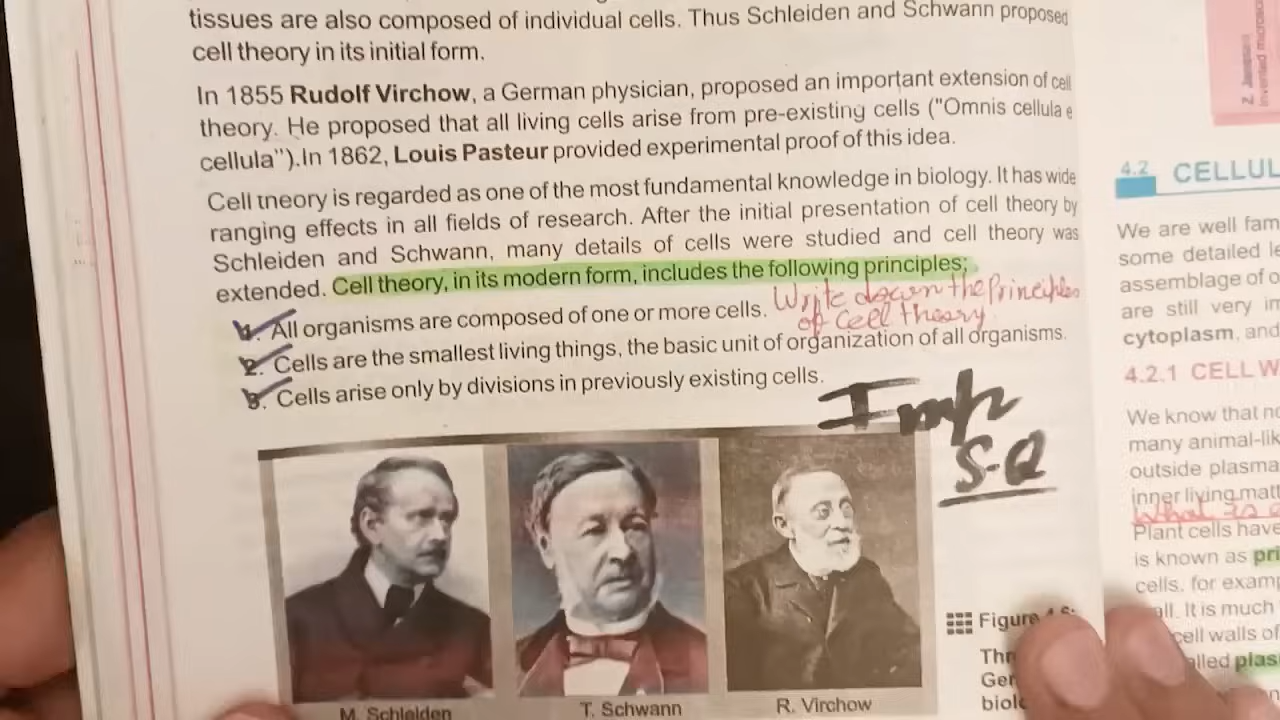 tissues are also composed of individual cells. Thus Schleiden and Schwann proposed
cell theory in its initial form.
In 1855 Rudolf Virchow, a German physician, proposed an important extension of cell
theory. He proposed that all living cells arise from pre-existing cells ("Omnis cellula e
cellula").In 1862, Louis Pasteur provided experimental proof of this idea.
Cell tneory is regarded as one of the most fundamental knowledge in biology. It has wide
ranging effects in all fields of research. After the initial presentation of cell theory by
Schleiden and Schwann, many details of cells were studied and cell theory was
extended. Cell theory, in its modern form, includes the following principles;
Write down the Principles
of Cell theory.
1. All organisms are composed of one or more cells.
2. Cells are the smallest living things, the basic unit of organization of all organisms.
3. Cells arise only by divisions in previously existing cells.
Imp
S-Q
M. Schleiden
T. Schwann
R. Virchow
Figure 4.6:
Z. Janssen
invented
4.2 CELLUL
We are well fam
some detailed le
assemblage of o
are still very im
cytoplasm, and
4.2.1 CELL W
We know that no
many animal-lik
outside plasma
inner living matt
What is
Plant cells have
is known as pri
cells, for examp
all. It is much
cell walls of
alled plas